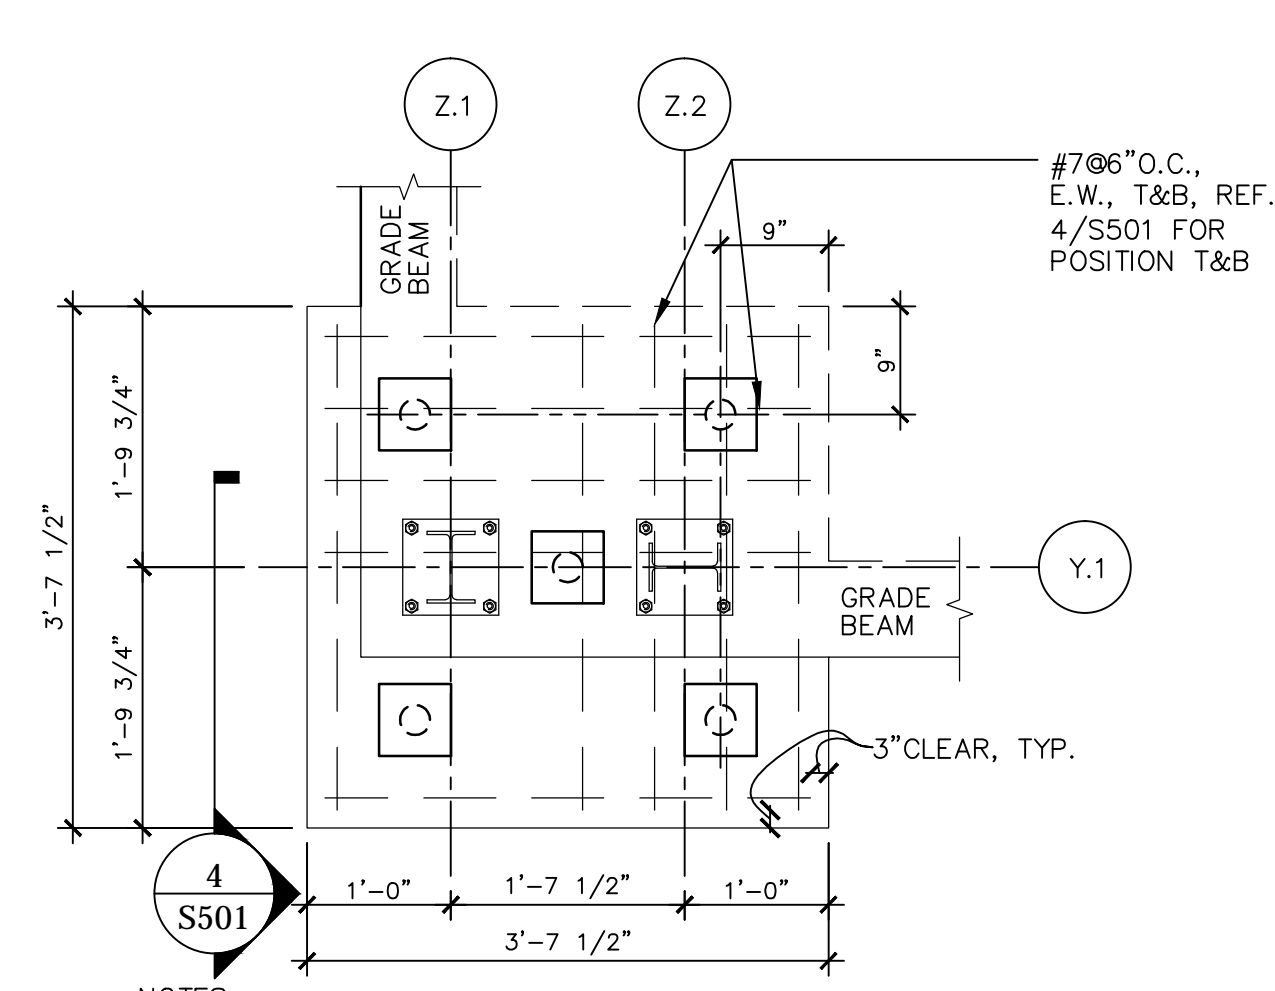 Z.1
Z.2
#7@6"O.C.,
E.W., T&B, REF.
4/S501 FOR
POSITION T&B
9"
GRADE
BEAM
9"
1'-9 3/4"
3'-7 1/2"
Y.1
GRADE
BEAM
1'-9 3/4"
3"CLEAR, TYP.
4
S501
1'-0"
1'-7 1/2"
1'-0"
3'-7 1/2"